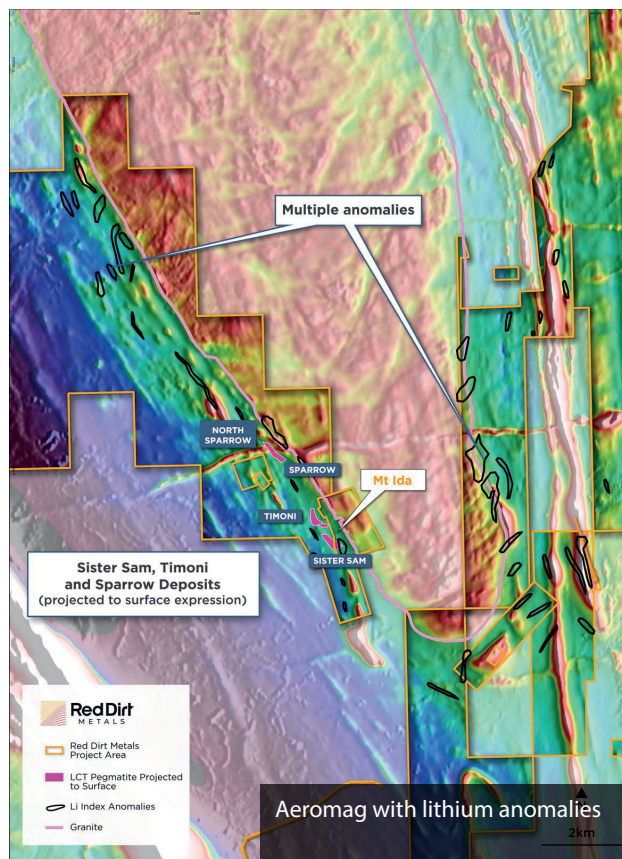 Multiple anomalies
NORTH
SPARROW
SPARROW
Mt Ida
TIMONI
SISTER SAM
Sister Sam, Timoni
and Sparrow Deposits
(projected to surface expression)
RedDirt
METALS
Red Dirt Metals
Project Area
LCT Pegmatite Projected
to Surface
Li Index Anomalies
Granite
Aeromag with lithium anomalies
2km